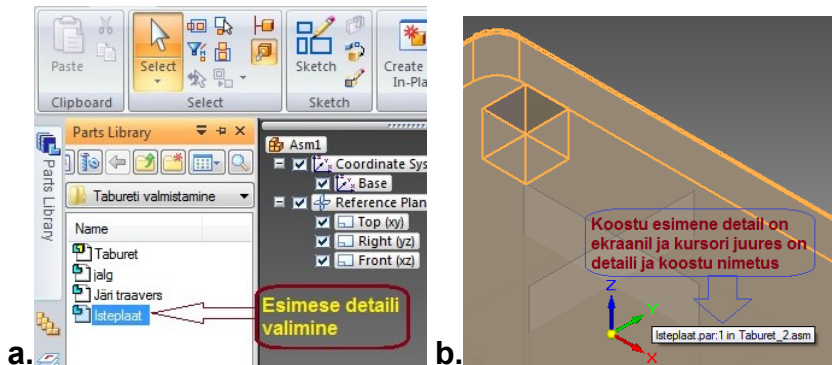 Paste
Select
Sketch
Create
In-Pla
Clipboard
Select
Sketch
Parts Library
Parts Library
Tabureti valmistamine
Name
Taburet
jalg
Järi traavers
Isteplaat
Asm1
Coordinate Sys
Base
Reference Plan
Top (xy)
Right (yz)
Front (xz)
Esimese detaili
valimine
a.
Koostu esimene detail on
ekraanil ja kursori juures on
detaili ja koostu nimetus
Z
Y
X
Isteplaat.par:1 in Taburet_2.asm
b.